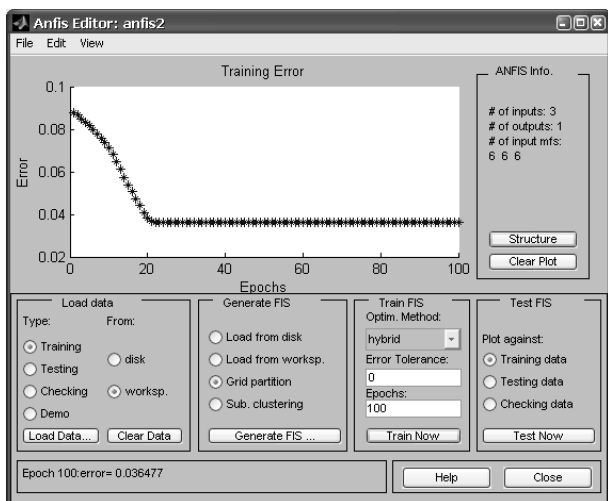 Anfis Editor: anfis2
File Edit View
Training Error
0.1
0.08
0.06
0.04
0.02
Error
0 20 40 60 80 100
Epochs
ANFIS Info.
# of inputs: 3
# of outputs: 1
# of input mfs:
6 6 6
Structure
Clear Plot
Load data
Type: From:
Training
Testing
Checking
Demo
disk
worksp.
Load Data... Clear Data
Generate FIS
Load from disk
Load from worksp.
Grid partition
Sub. clustering
Generate FIS ...
Train FIS
Optim. Method:
hybrid
Error Tolerance:
0
Epochs:
100
Train Now
Test FIS
Plot against:
Training data
Testing data
Checking data
Test Now
Epoch 100:error= 0.036477
Help Close